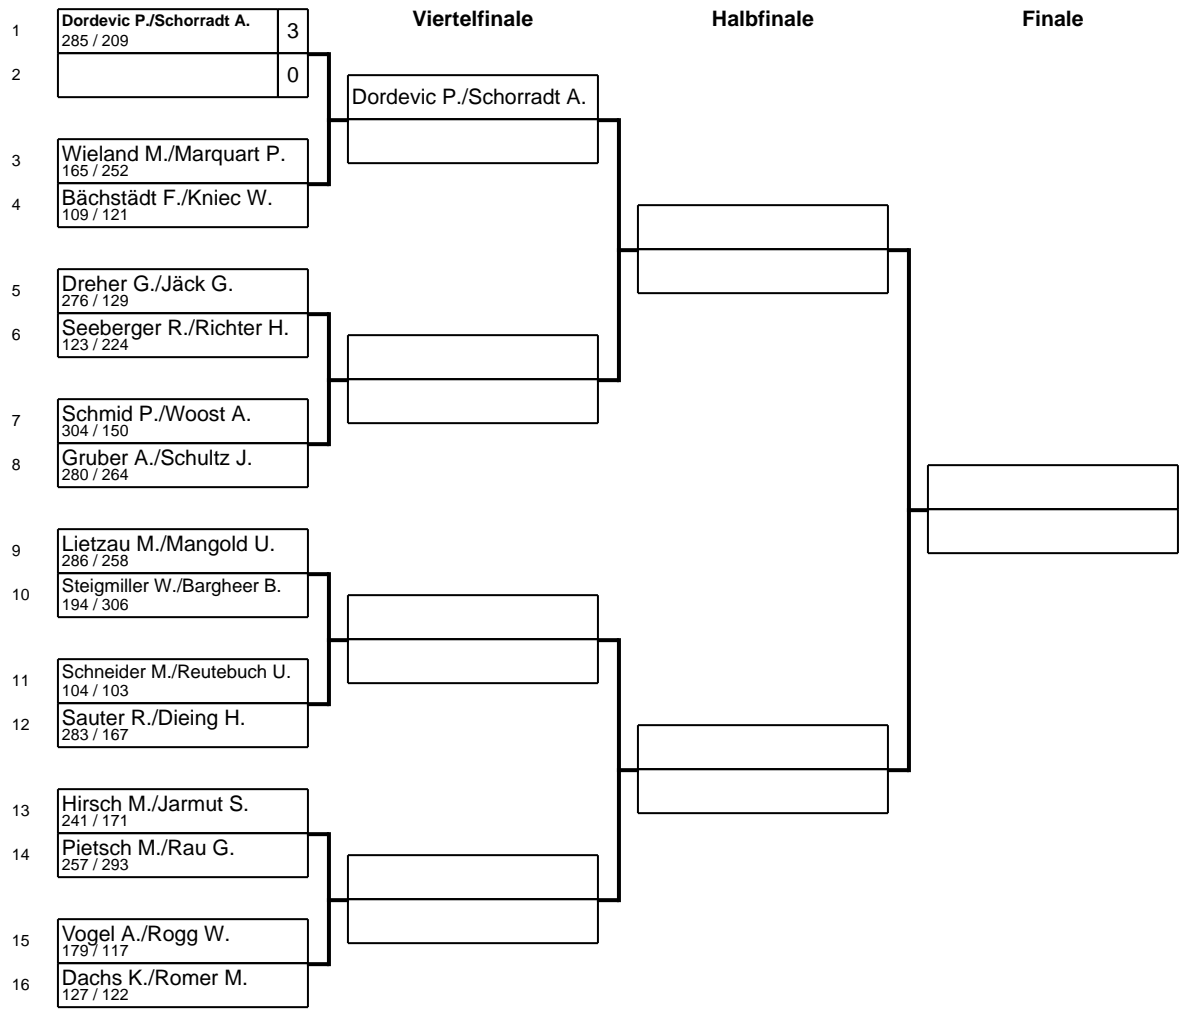 Viertelfinale
Halbfinale
Finale
1
Dordevic P./Schorradt A.
285 / 209
3
2
0
Dordevic P./Schorradt A.
3
Wieland M./Marquart P.
165 / 252
4
Bächstädt F./Kniec W.
109 / 121
5
Dreher G./Jäck G.
276 / 129
6
Seeberger R./Richter H.
123 / 224
7
Schmid P./Woost A.
304 / 150
8
Gruber A./Schultz J.
280 / 264
9
Lietzau M./Mangold U.
286 / 258
10
Steigmiller W./Bargheer B.
194 / 306
11
Schneider M./Reutebuch U.
104 / 103
12
Sauter R./Dieing H.
283 / 167
13
Hirsch M./Jarmut S.
241 / 171
14
Pietsch M./Rau G.
257 / 293
15
Vogel A./Rogg W.
179 / 117
16
Dachs K./Romer M.
127 / 122